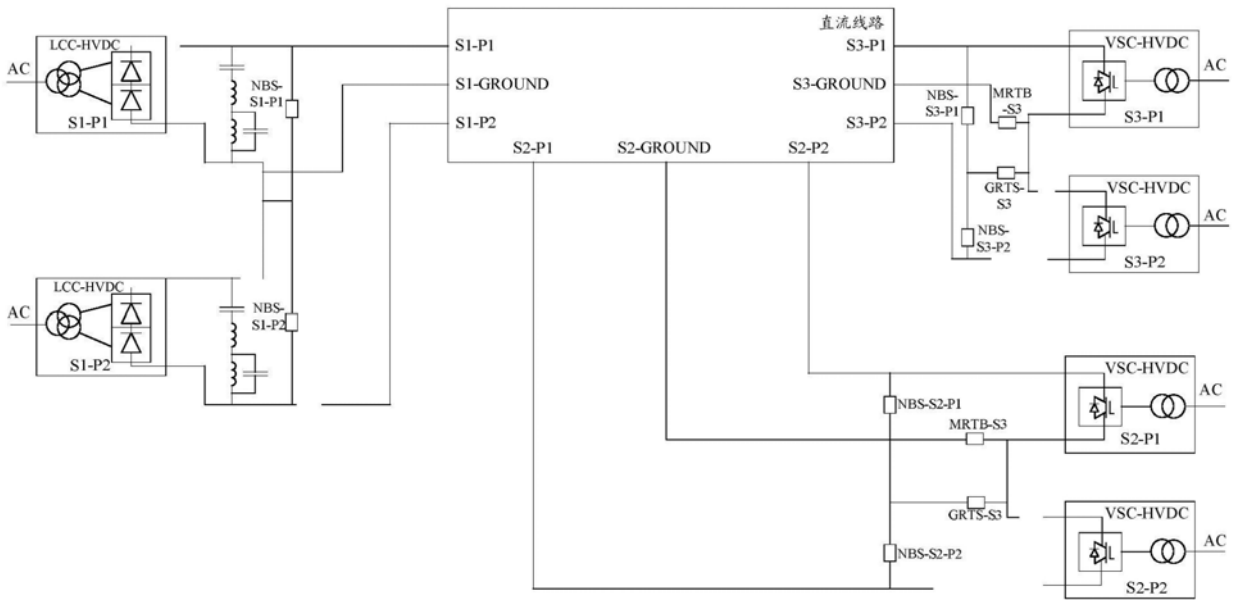 直流线路
LCC-HVDC
AC
S1-P1
NBS-
S1-P1
S1-P1
S1-GROUND
S1-P2
S2-P1
S2-GROUND
S2-P2
S3-P1
S3-GROUND
S3-P2
NBS-
S3-P1
MRTB
-S3
GRTS-
S3
NBS-
S3-P2
VSC-HVDC
AC
S3-P1
VSC-HVDC
AC
S3-P2
LCC-HVDC
AC
S1-P2
NBS-
S1-P2
NBS-S2-P1
MRTB-S3
GRTS-S3
NBS-S2-P2
VSC-HVDC
AC
S2-P1
VSC-HVDC
AC
S2-P2